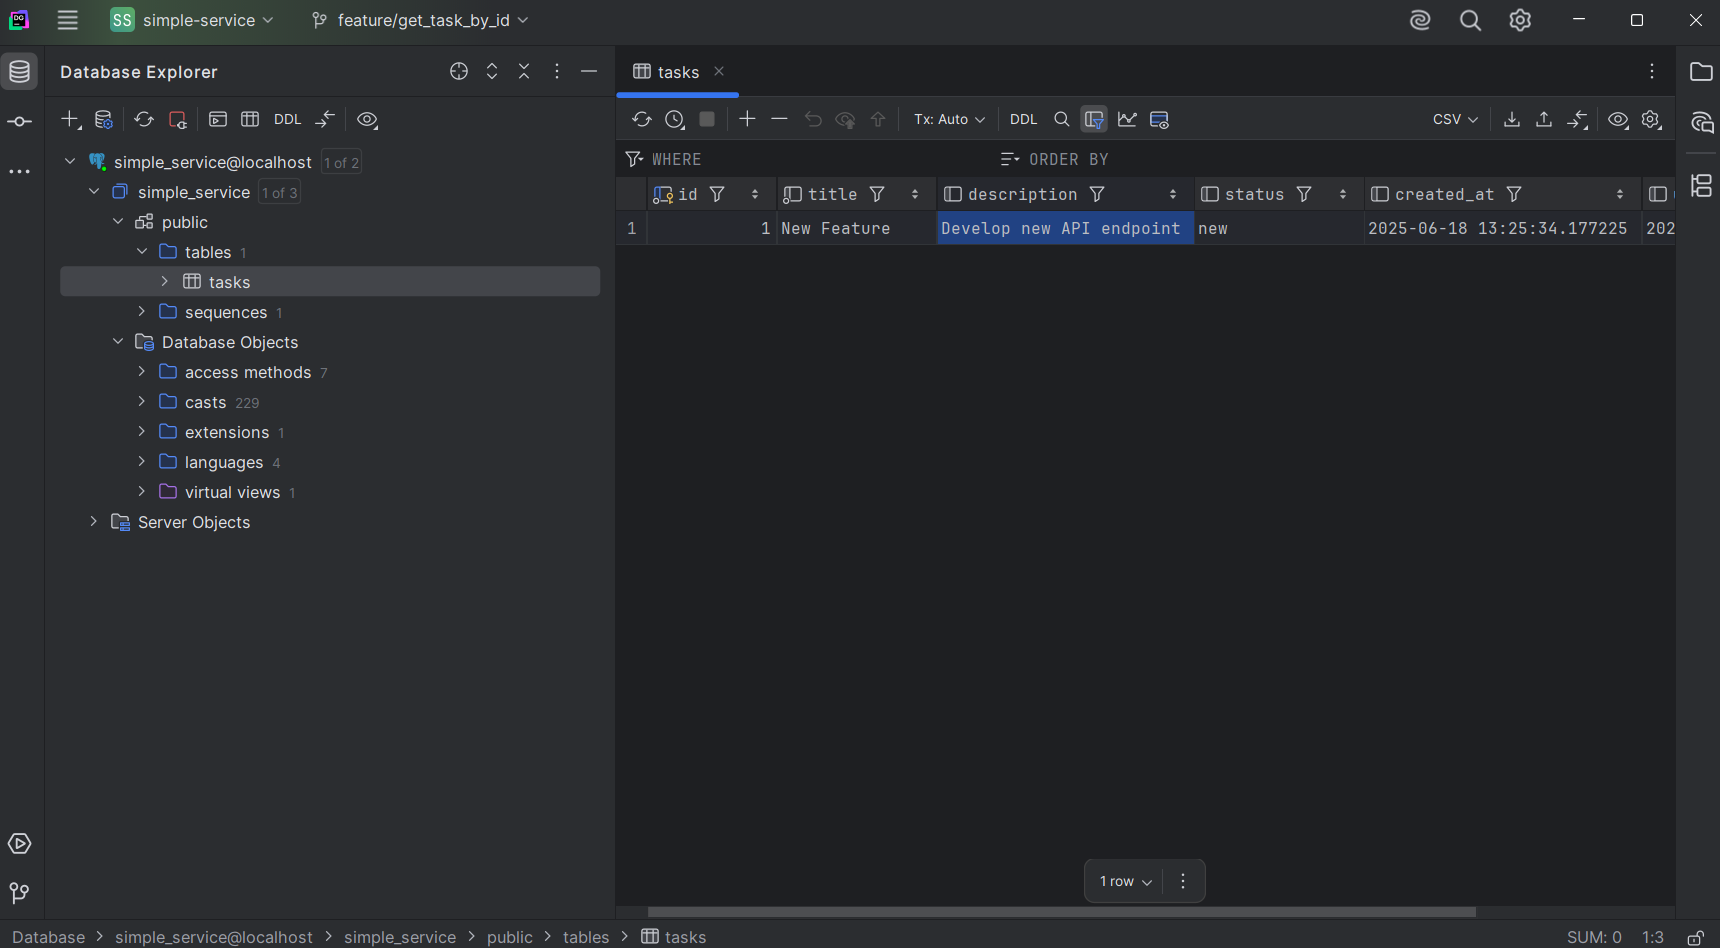 DG
SS simple-service feature/get_task_by_id
Database Explorer
DDL
simple_service@localhost 1 of 2
simple_service 1 of 3
public
tables 1
tasks
sequences 1
Database Objects
access methods 7
casts 229
extensions 1
languages 4
virtual views 1
Server Objects
tasks
Tx: Auto DDL CSV
WHERE ORDER BY
id title description status created_at
1 1 New Feature Develop new API endpoint new 2025-06-18 13:25:34.177225 202
1 row
Database simple_service@localhost simple_service public tables tasks SUM: 0 1:3